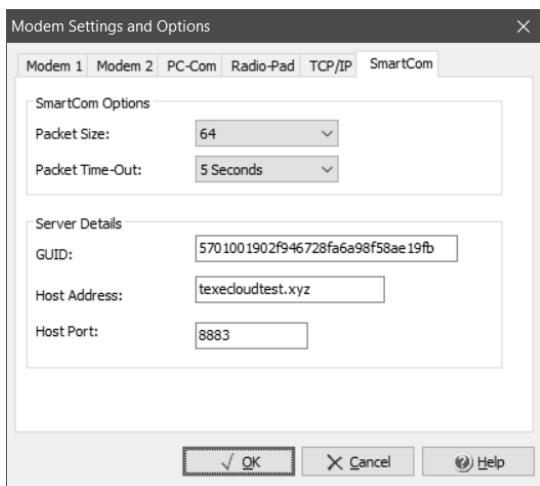 Modem Settings and Options
Modem 1 Modem 2 PC-Com Radio-Pad TCP/IP SmartCom
SmartCom Options
Packet Size: 64
Packet Time-Out: 5 Seconds
Server Details
GUID: 5701001902f946728fa6a98f58ae19fb
Host Address: texecloudtest.xyz
Host Port: 8883
OK Cancel Help